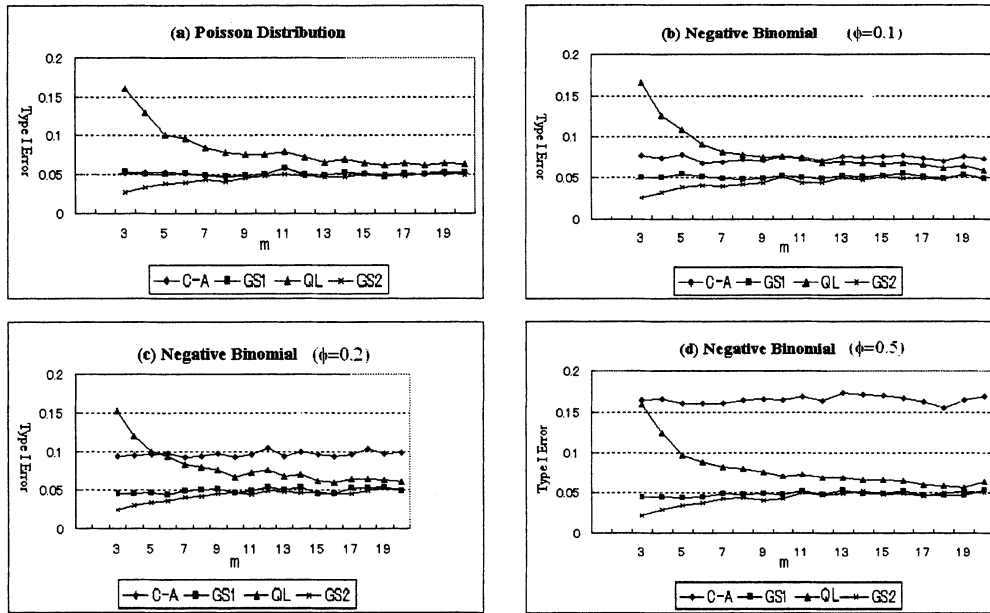 (a) Poisson Distribution
0.2
0.15
0.1
0.05
0
Type I Error
3 5 7 9 11 13 15 17 19
m
C-A GS1 QL GS2
(b) Negative Binomial (ϕ=0.1)
0.2
0.15
0.1
0.05
0
Type I Error
3 5 7 9 11 13 15 17 19
m
C-A GS1 QL GS2
(c) Negative Binomial (ϕ=0.2)
0.2
0.15
0.1
0.05
0
Type I Error
3 5 7 9 11 13 15 17 19
m
C-A GS1 QL GS2
(d) Negative Binomial (ϕ=0.5)
0.2
0.15
0.1
0.05
0
Type I Error
3 5 7 9 11 13 15 17 19
m
C-A GS1 QL GS2